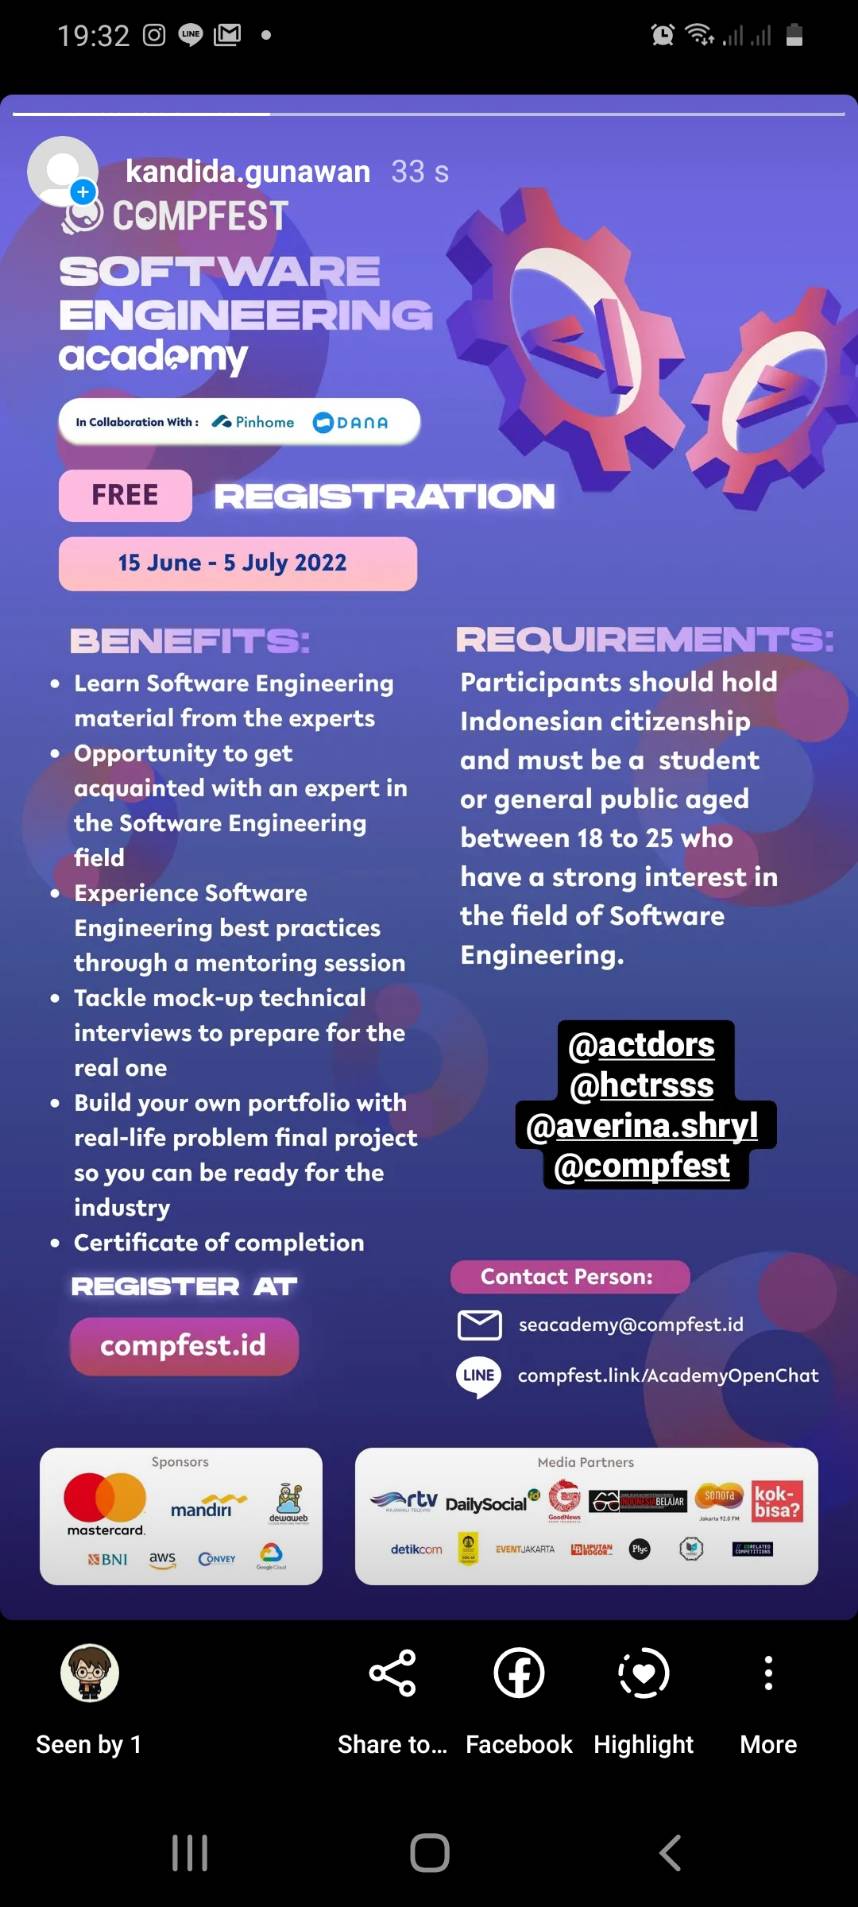 19:32
kandida.gunawan 33 s
COMPFEST
SOFTWARE
ENGINEERING
academy
In Collaboration With : Pinhome DANA
FREE REGISTRATION
15 June - 5 July 2022
BENEFITS:
• Learn Software Engineering
material from the experts
• Opportunity to get
acquainted with an expert in
the Software Engineering
field
• Experience Software
Engineering best practices
through a mentoring session
• Tackle mock-up technical
interviews to prepare for the
real one
• Build your own portfolio with
real-life problem final project
so you can be ready for the
industry
• Certificate of completion
REGISTER AT
compfest.id
REQUIREMENTS:
Participants should hold
Indonesian citizenship
and must be a student
or general public aged
between 18 to 25 who
have a strong interest in
the field of Software
Engineering.
@actdors
@hctrsss
@averina.shryl
@compfest
Contact Person:
seacademy@compfest.id
LINE compfest.link/AcademyOpenChat
Sponsors
mastercard. mandiri dewaweb
BNI aws CONVEY Google Cloud
Media Partners
rtv DailySocial GoodNews BELAJAR sonora Jakarta 92.0 FM kok-
bisa?
detikcom EVENTJAKARTA LIPUTAN
BOGOR Plyc RELATED
COMPETITIONS
Seen by 1 Share to... Facebook Highlight More